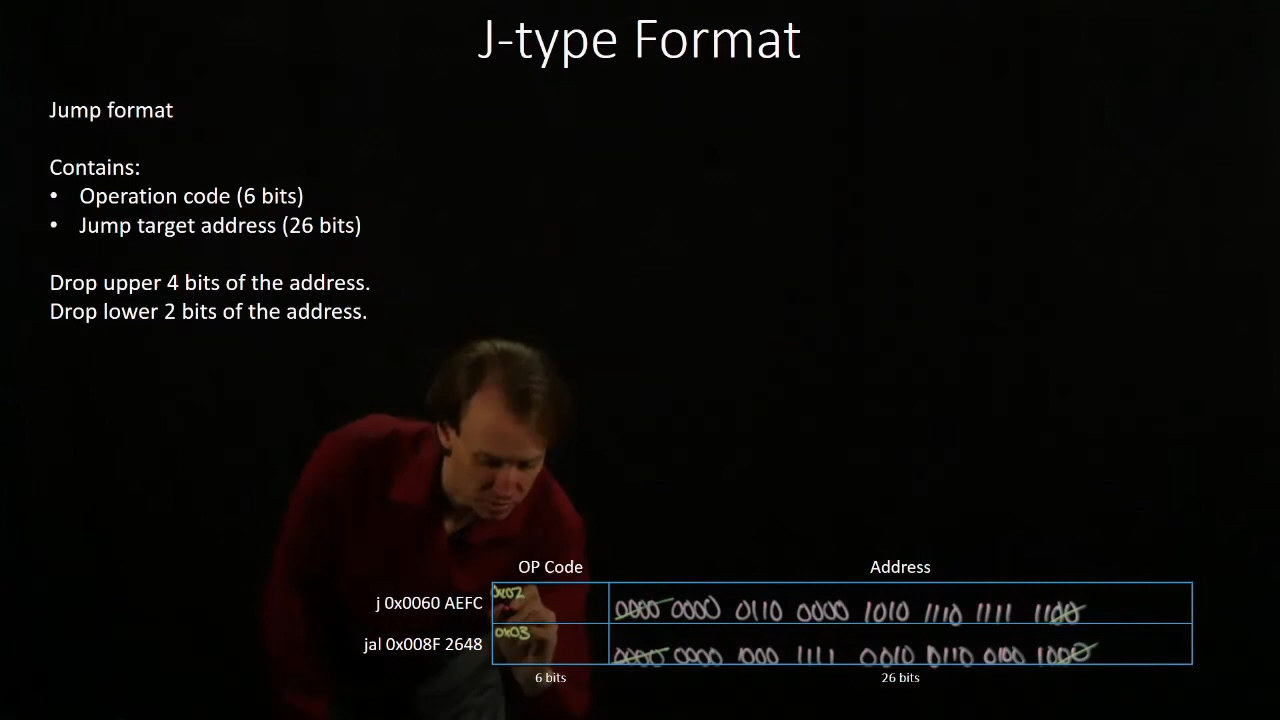 J-type Format
Jump format
Contains:
• Operation code (6 bits)
• Jump target address (26 bits)
Drop upper 4 bits of the address.
Drop lower 2 bits of the address.
OP Code Address
j 0x0060 AEFC 0x02 0000 0000 0110 0000 1010 1110 1111 1100
jal 0x008F 2648 0x03 0000 0000 1000 1111 0010 0110 0100 1000
6 bits 26 bits